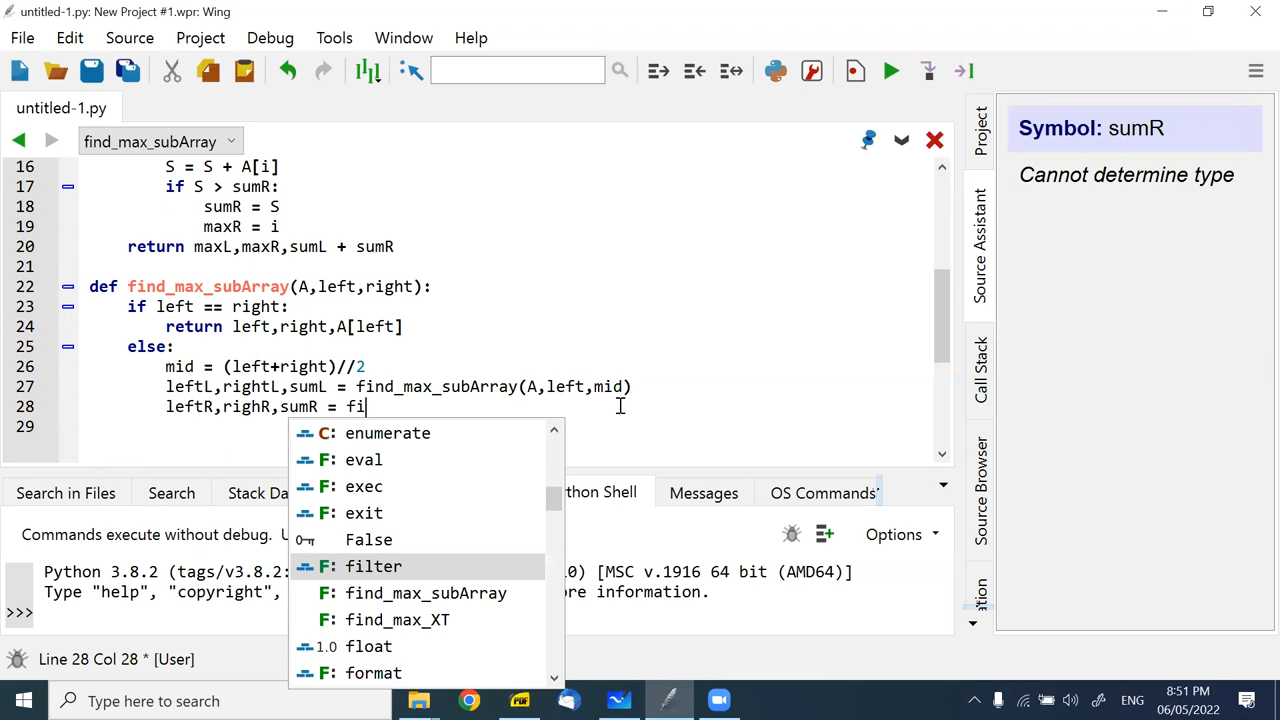 untitled-1.py: New Project #1.wpr: Wing
File Edit Source Project Debug Tools Window Help
untitled-1.py
find_max_subArray
16 S = S + A[i]
17 if S > sumR:
18 sumR = S
19 maxR = i
20 return maxL,maxR,sumL + sumR
21
22 def find_max_subArray(A,left,right):
23 if left == right:
24 return left,right,A[left]
25 else:
26 mid = (left+right)//2
27 leftL,rightL,sumL = find_max_subArray(A,left,mid)
28 leftR,righR,sumR = fi
29
C: enumerate
F: eval
F: exec
F: exit
False
F: filter
F: find_max_subArray
F: find_max_XT
1.0 float
F: format
Project
Source Assistant
Call Stack
Source Browser
Symbol: sumR
Cannot determine type
Search in Files Search Stack Da thon Shell Messages OS Commands
Commands execute without debug. U Options
Python 3.8.2 (tags/v3.8.2: 0) [MSC v.1916 64 bit (AMD64)]
Type "help", "copyright", ore information.
>>>
Line 28 Col 28 * [User]
Type here to search
PDF
ENG
8:51 PM
06/05/2022